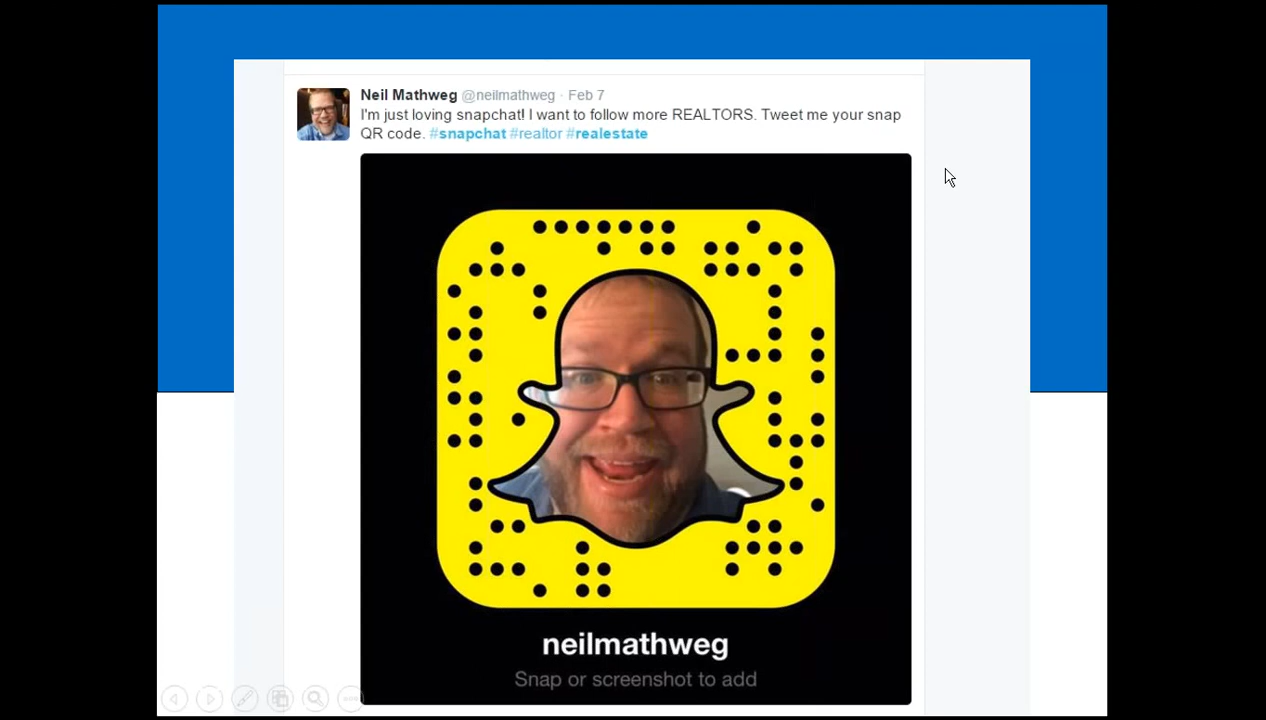 Neil Mathweg @neilmathweg · Feb 7
I'm just loving snapchat! I want to follow more REALTORS. Tweet me your snap
QR code. #snapchat #realtor #realestate
neilmathweg
Snap or screenshot to add